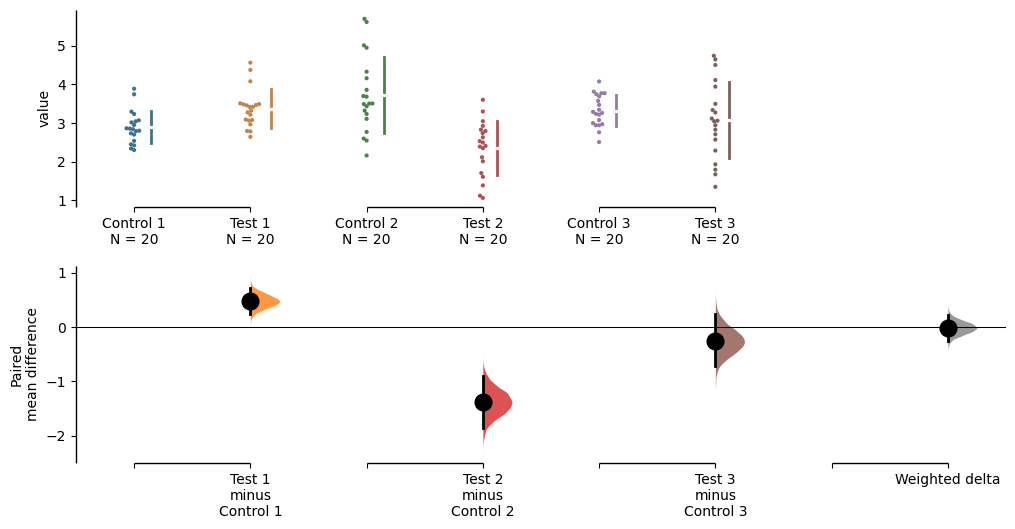 value
5
4
3
2
1
Control 1
N = 20
Test 1
N = 20
Control 2
N = 20
Test 2
N = 20
Control 3
N = 20
Test 3
N = 20
Paired
mean difference
1
0
−1
−2
Test 1
minus
Control 1
Test 2
minus
Control 2
Test 3
minus
Control 3
Weighted delta